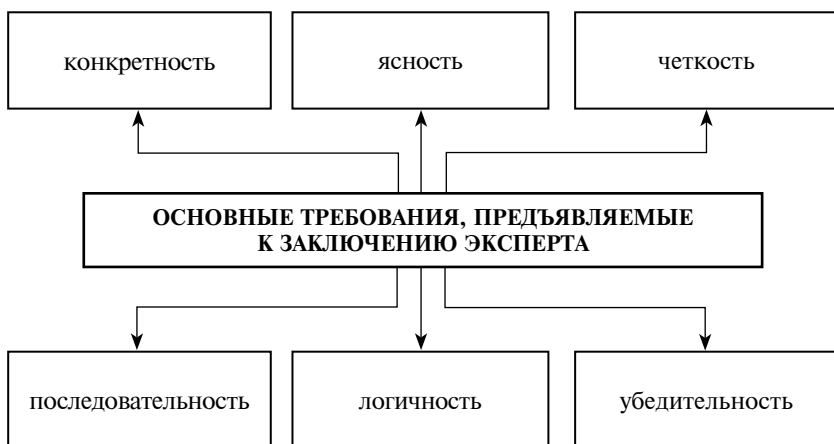 конкретность
ясность
четкость
ОСНОВНЫЕ ТРЕБОВАНИЯ, ПРЕДЪЯВЛЯЕМЫЕ
К ЗАКЛЮЧЕНИЮ ЭКСПЕРТА
последовательность
логичность
убедительность